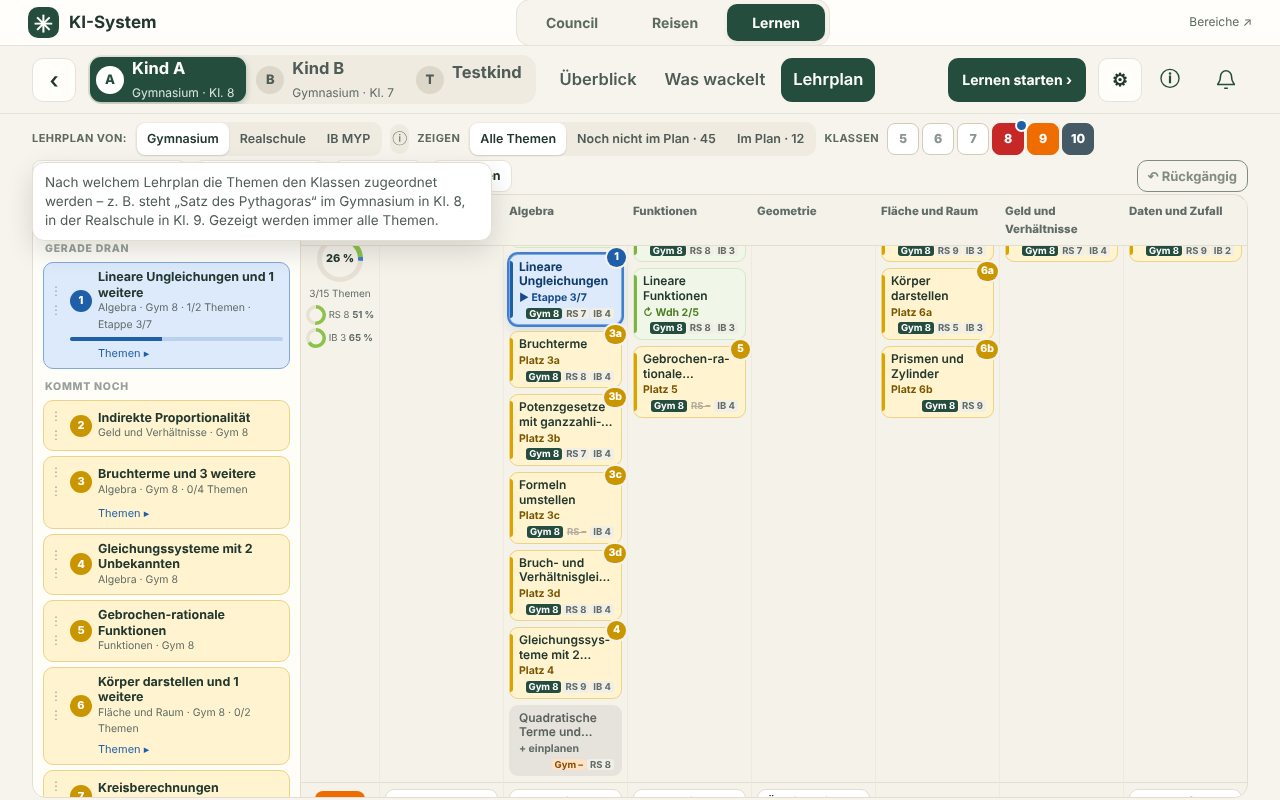 KI-System
Council
Reisen
Lernen
Bereiche ↗
‹
A
Kind A
Gymnasium · Kl. 8
B
Kind B
Gymnasium · Kl. 7
T
Testkind
Überblick
Was wackelt
Lehrplan
Lernen starten ›
LEHRPLAN VON:
Gymnasium
Realschule
IB MYP
ZEIGEN
Alle Themen
Noch nicht im Plan · 45
Im Plan · 12
KLASSEN
5
6
7
8
9
10
↶ Rückgängig
Nach welchem Lehrplan die Themen den Klassen zugeordnet
werden – z. B. steht „Satz des Pythagoras“ im Gymnasium in Kl. 8,
in der Realschule in Kl. 9. Gezeigt werden immer alle Themen.
GERADE DRAN
1
Lineare Ungleichungen und 1
weitere
Algebra · Gym 8 · 1/2 Themen ·
Etappe 3/7
Themen ▸
KOMMT NOCH
2
Indirekte Proportionalität
Geld und Verhältnisse · Gym 8
3
Bruchterme und 3 weitere
Algebra · Gym 8 · 0/4 Themen
Themen ▸
4
Gleichungssysteme mit 2
Unbekannten
Algebra · Gym 8
5
Gebrochen-rationale
Funktionen
Funktionen · Gym 8
6
Körper darstellen und 1
weitere
Fläche und Raum · Gym 8 · 0/2
Themen
Themen ▸
7
Kreisberechnungen
26 %
3/15 Themen
RS 8 51 %
IB 3 65 %
Algebra
1
Lineare
Ungleichungen
▶ Etappe 3/7
Gym 8 RS 7 IB 4
3a
Bruchterme
Platz 3a
Gym 8 RS 8 IB 4
3b
Potenzgesetze
mit ganzzahli-...
Platz 3b
Gym 8 RS 7 IB 4
3c
Formeln
umstellen
Platz 3c
Gym 8 RS – IB 4
3d
Bruch- und
Verhältnisglei...
Platz 3d
Gym 8 RS 8 IB 4
4
Gleichungssys-
teme mit 2...
Platz 4
Gym 8 RS 9 IB 4
Quadratische
Terme und...
+ einplanen
Gym – RS 8
Funktionen
Gym 8 RS 8 IB 3
Lineare
Funktionen
↻ Wdh 2/5
Gym 8 RS 8 IB 3
5
Gebrochen-ra-
tionale...
Platz 5
Gym 8 RS – IB 4
Geometrie
Fläche und Raum
Gym 8 RS 9 IB 3
6a
Körper
darstellen
Platz 6a
Gym 8 RS 5 IB 3
6b
Prismen und
Zylinder
Platz 6b
Gym 8 RS 9
Geld und
Verhältnisse
Gym 8 RS 7 IB 4
Daten und Zufall
Gym 8 RS 9 IB 2